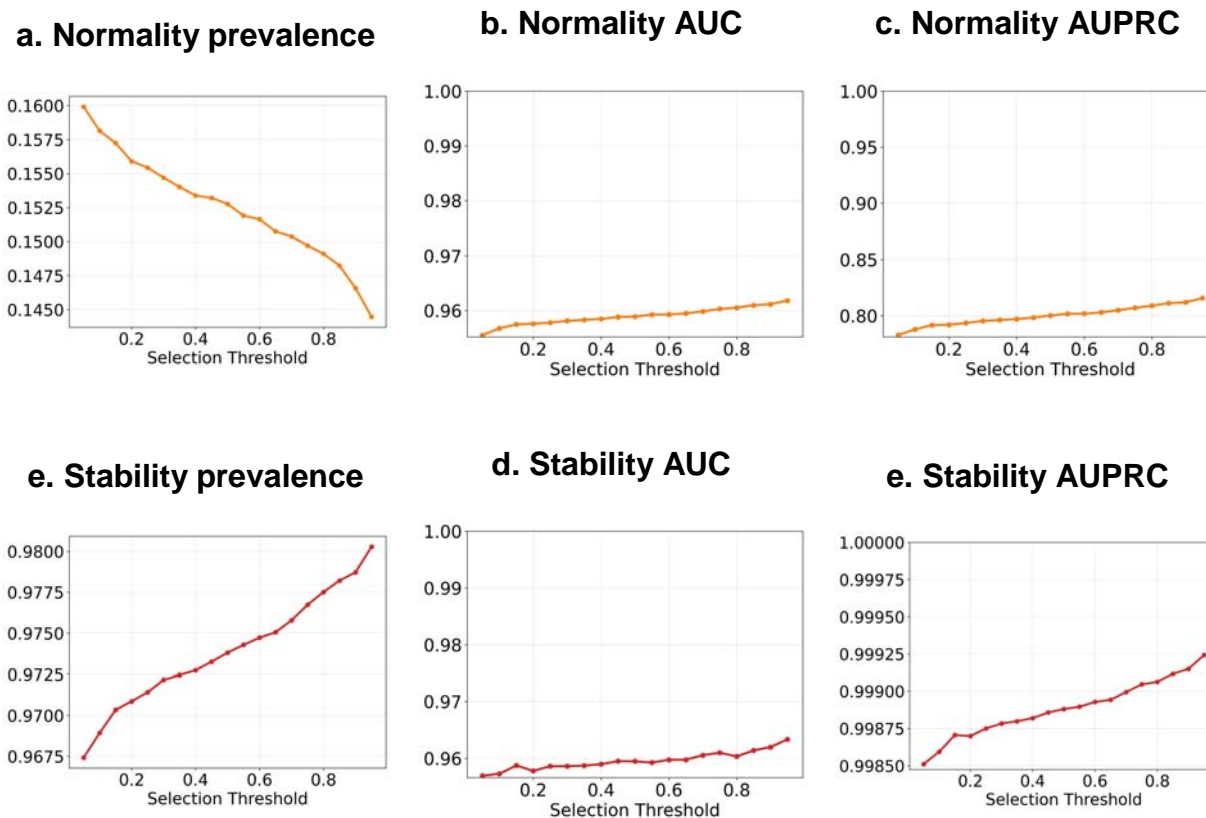 a. Normality prevalence
b. Normality AUC
c. Normality AUPRC
0.1600
0.1575
0.1550
0.1525
0.1500
0.1475
0.1450
0.2 0.4 0.6 0.8
Selection Threshold
1.00
0.99
0.98
0.97
0.96
0.2 0.4 0.6 0.8
Selection Threshold
1.00
0.95
0.90
0.85
0.80
0.2 0.4 0.6 0.8
Selection Threshold
e. Stability prevalence
d. Stability AUC
e. Stability AUPRC
0.9800
0.9775
0.9750
0.9725
0.9700
0.9675
0.2 0.4 0.6 0.8
Selection Threshold
1.00
0.99
0.98
0.97
0.96
0.2 0.4 0.6 0.8
Selection Threshold
1.00000
0.99975
0.99950
0.99925
0.99900
0.99875
0.99850
0.2 0.4 0.6 0.8
Selection Threshold